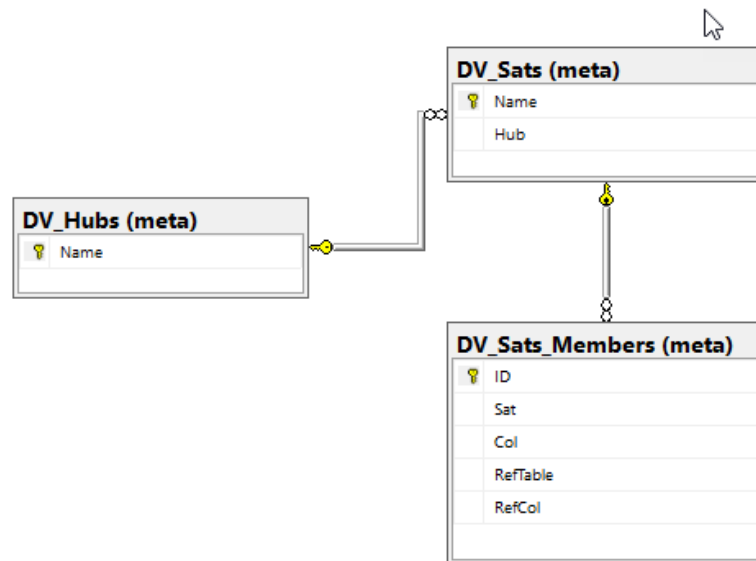 DV_Sats (meta)
Name
Hub
DV_Hubs (meta)
Name
DV_Sats_Members (meta)
ID
Sat
Col
RefTable
RefCol